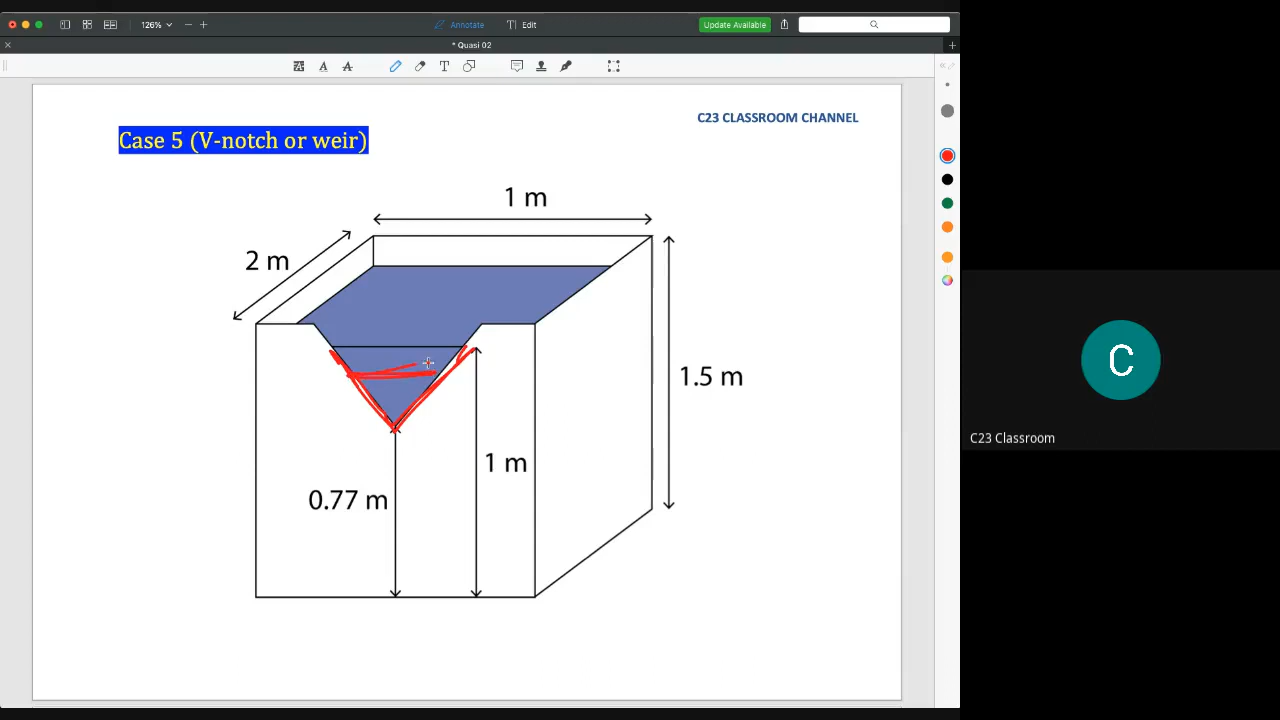 126%
Annotate
T Edit
Update Available
* Quasi 02
C23 CLASSROOM CHANNEL
Case 5 (V-notch or weir)
1 m
2 m
1.5 m
1 m
0.77 m
C
C23 Classroom